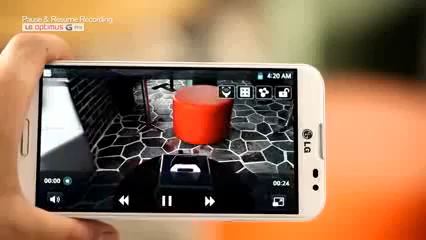 Pause & Resume Recording
LG Optimus G Pro
4:20 AM
LG
00:00
00:24